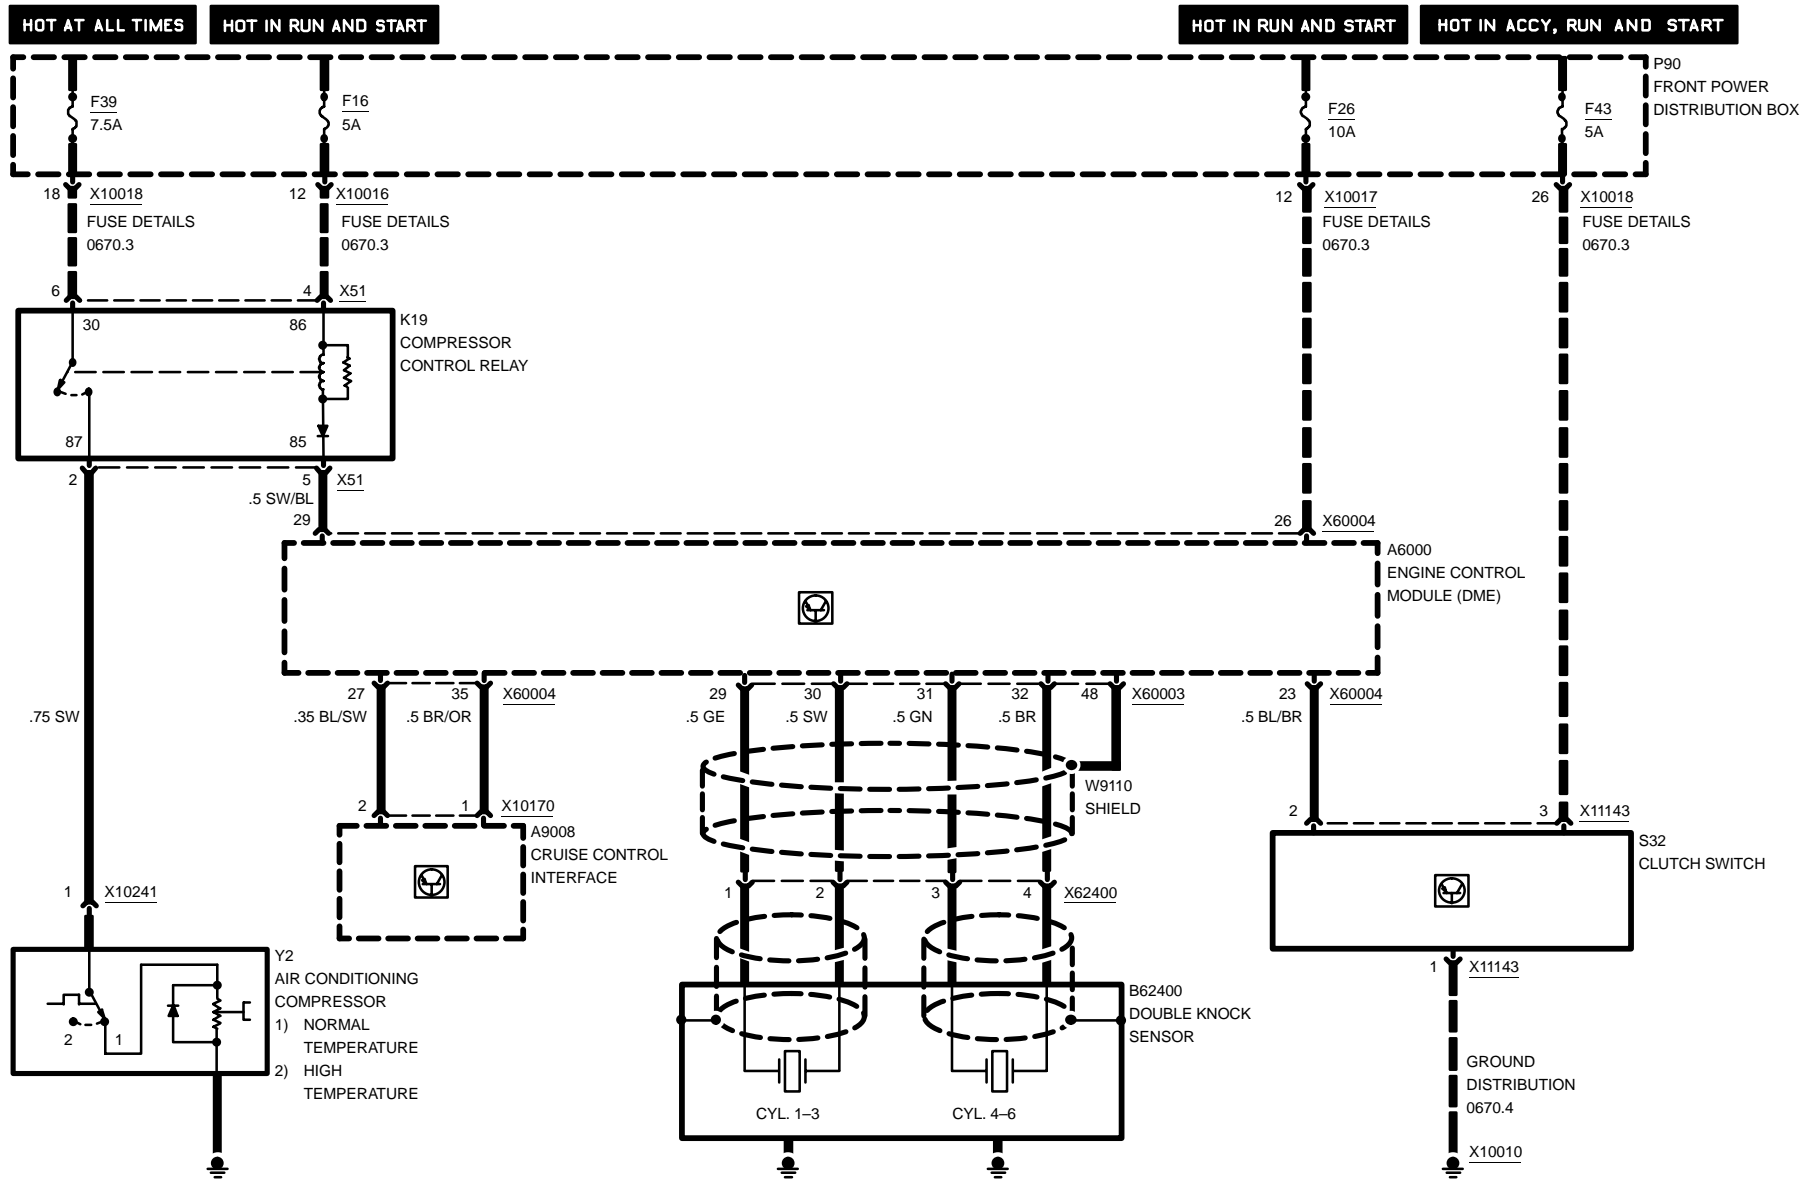 HOT AT ALL TIMES
HOT IN RUN AND START
HOT IN RUN AND START
HOT IN ACCY, RUN AND START
P90
FRONT POWER
DISTRIBUTION BOX
F39
7.5A
F16
5A
F26
10A
F43
5A
18
X10018
FUSE DETAILS
0670.3
12
X10016
FUSE DETAILS
0670.3
12
X10017
FUSE DETAILS
0670.3
26
X10018
FUSE DETAILS
0670.3
6
4
X51
30
86
K19
COMPRESSOR
CONTROL RELAY
87
85
2
5
X51
.5 SW/BL
29
26
X60004
A6000
ENGINE CONTROL
MODULE (DME)
27
35
X60004
.35 BL/SW
.5 BR/OR
29
30
31
32
48
X60003
.5 GE
.5 SW
.5 GN
.5 BR
23
X60004
.5 BL/BR
.75 SW
W9110
SHIELD
2
1
X10170
A9008
CRUISE CONTROL
INTERFACE
2
3
X11143
S32
CLUTCH SWITCH
1
X10241
1
2
3
4
X62400
Y2
AIR CONDITIONING
COMPRESSOR
1) NORMAL
TEMPERATURE
2) HIGH
TEMPERATURE
2
1
B62400
DOUBLE KNOCK
SENSOR
CYL. 1–3
CYL. 4–6
1
X11143
GROUND
DISTRIBUTION
0670.4
X10010